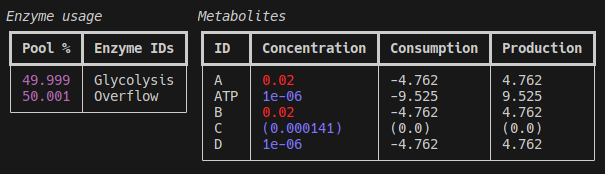 Enzyme usage Metabolites
Pool % Enzyme IDs ID Concentration Consumption Production
49.999 Glycolysis A 0.02 -4.762 4.762
50.001 Overflow ATP 1e-06 -9.525 9.525
B 0.02 -4.762 4.762
C (0.000141) (0.0) (0.0)
D 1e-06 -4.762 4.762